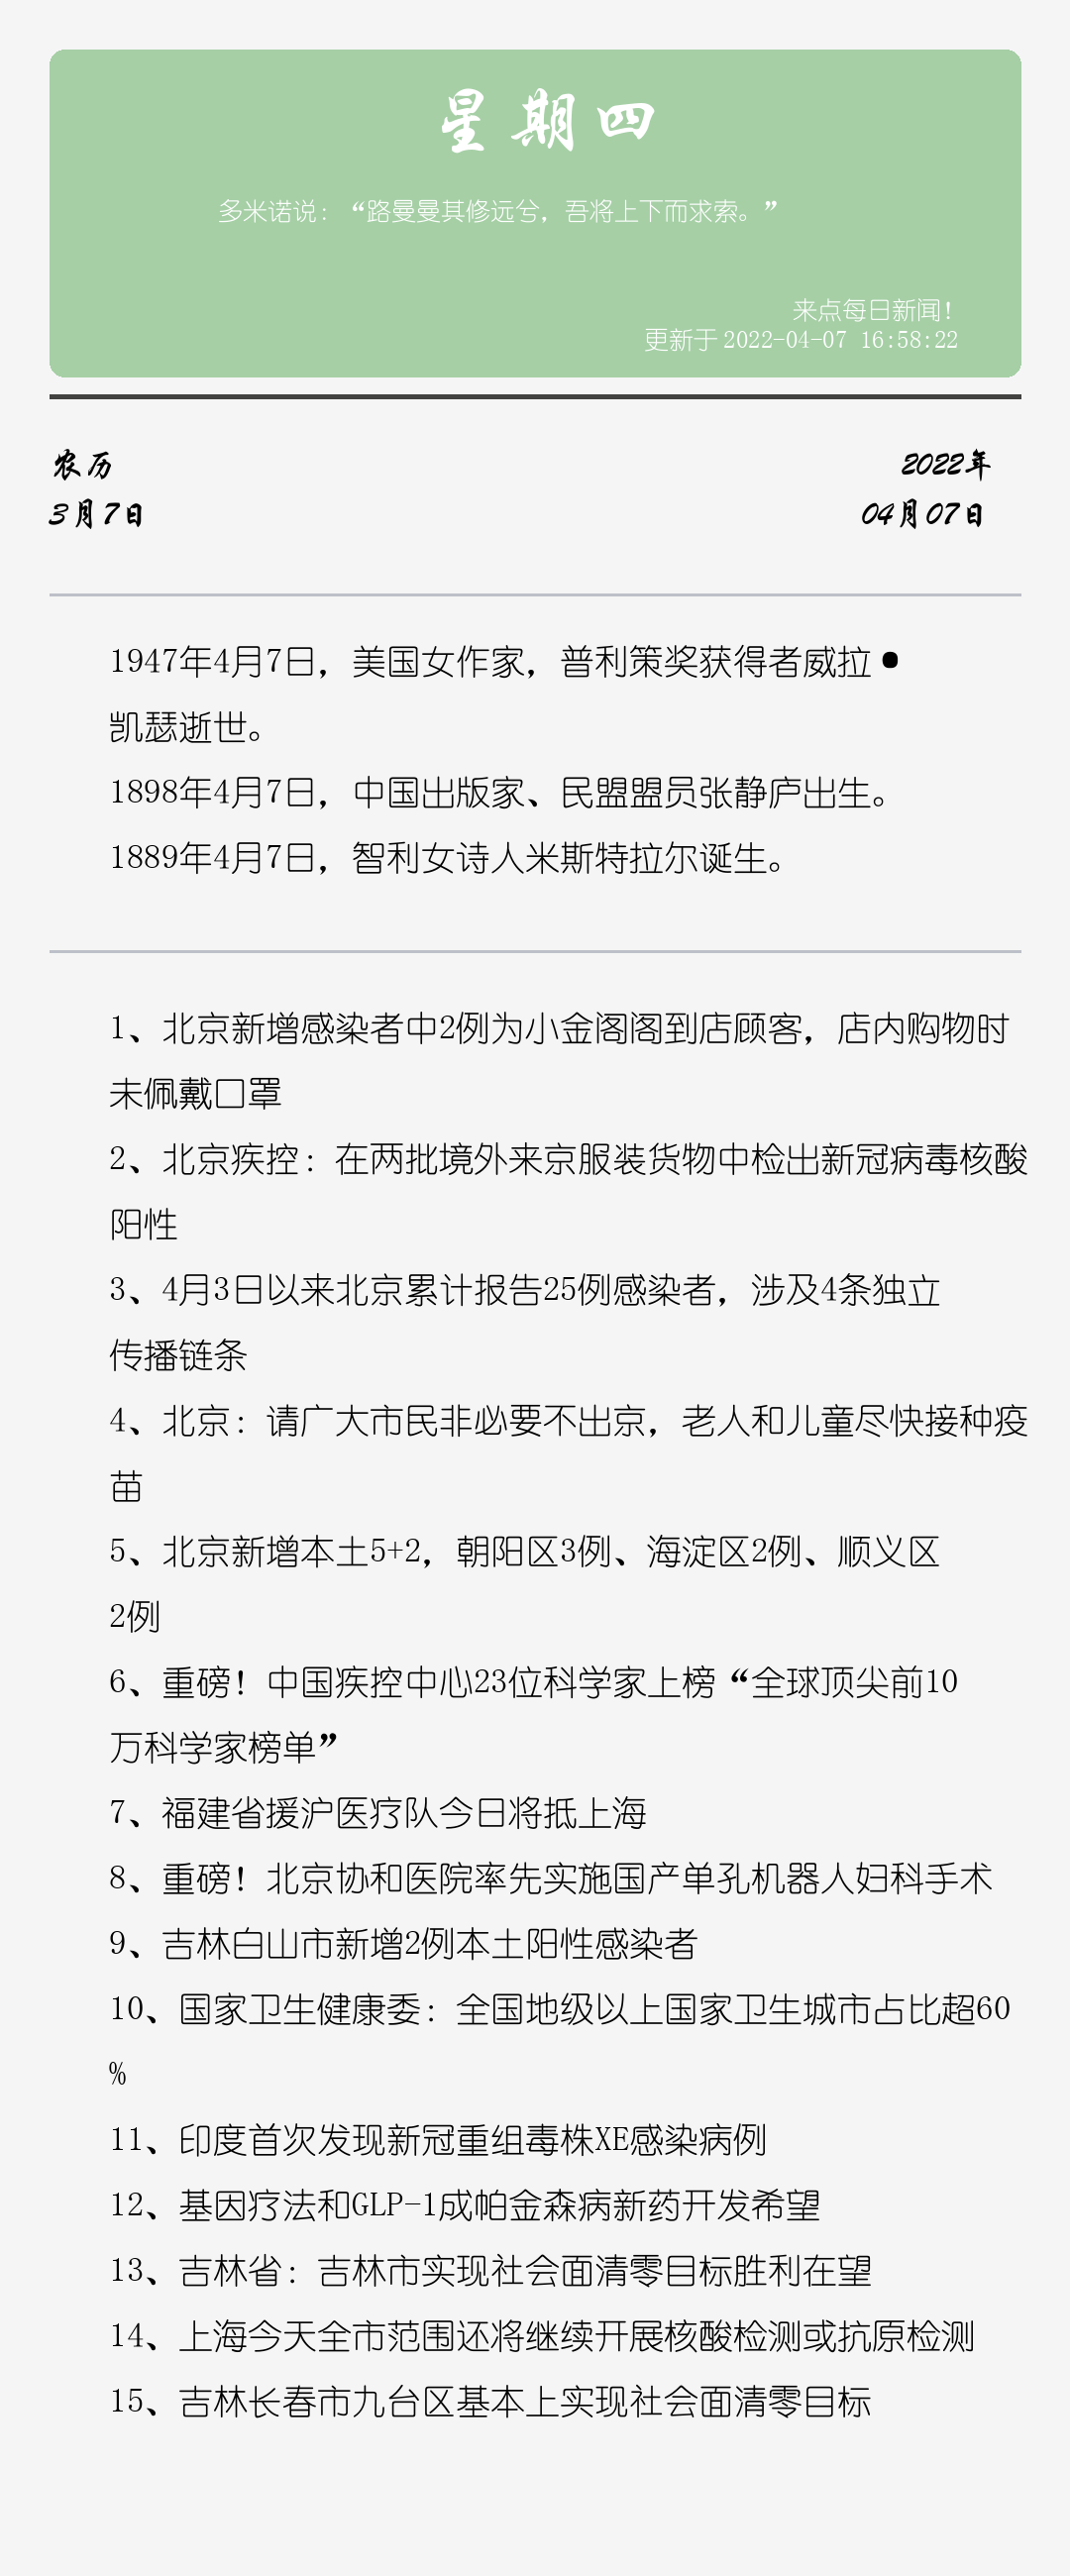 星期四
多米诺说：“路曼曼其修远兮，吾将上下而求索。”
来点每日新闻！
更新于 2022-04-07 16:58:22
农历
2022年
3月7日
04月07日
1947年4月7日，美国女作家，普利策奖获得者威拉•
凯瑟逝世。
1898年4月7日，中国出版家、民盟盟员张静庐出生。
1889年4月7日，智利女诗人米斯特拉尔诞生。
1、北京新增感染者中2例为小金阁阁到店顾客，店内购物时
未佩戴口罩
2、北京疾控：在两批境外来京服装货物中检出新冠病毒核酸
阳性
3、4月3日以来北京累计报告25例感染者，涉及4条独立
传播链条
4、北京：请广大市民非必要不出京，老人和儿童尽快接种疫
苗
5、北京新增本土5+2，朝阳区3例、海淀区2例、顺义区
2例
6、重磅！中国疾控中心23位科学家上榜“全球顶尖前10
万科学家榜单”
7、福建省援沪医疗队今日将抵上海
8、重磅！北京协和医院率先实施国产单孔机器人妇科手术
9、吉林白山市新增2例本土阳性感染者
10、国家卫生健康委：全国地级以上国家卫生城市占比超60
%
11、印度首次发现新冠重组毒株XE感染病例
12、基因疗法和GLP-1成帕金森病新药开发希望
13、吉林省：吉林市实现社会面清零目标胜利在望
14、上海今天全市范围还将继续开展核酸检测或抗原检测
15、吉林长春市九台区基本上实现社会面清零目标